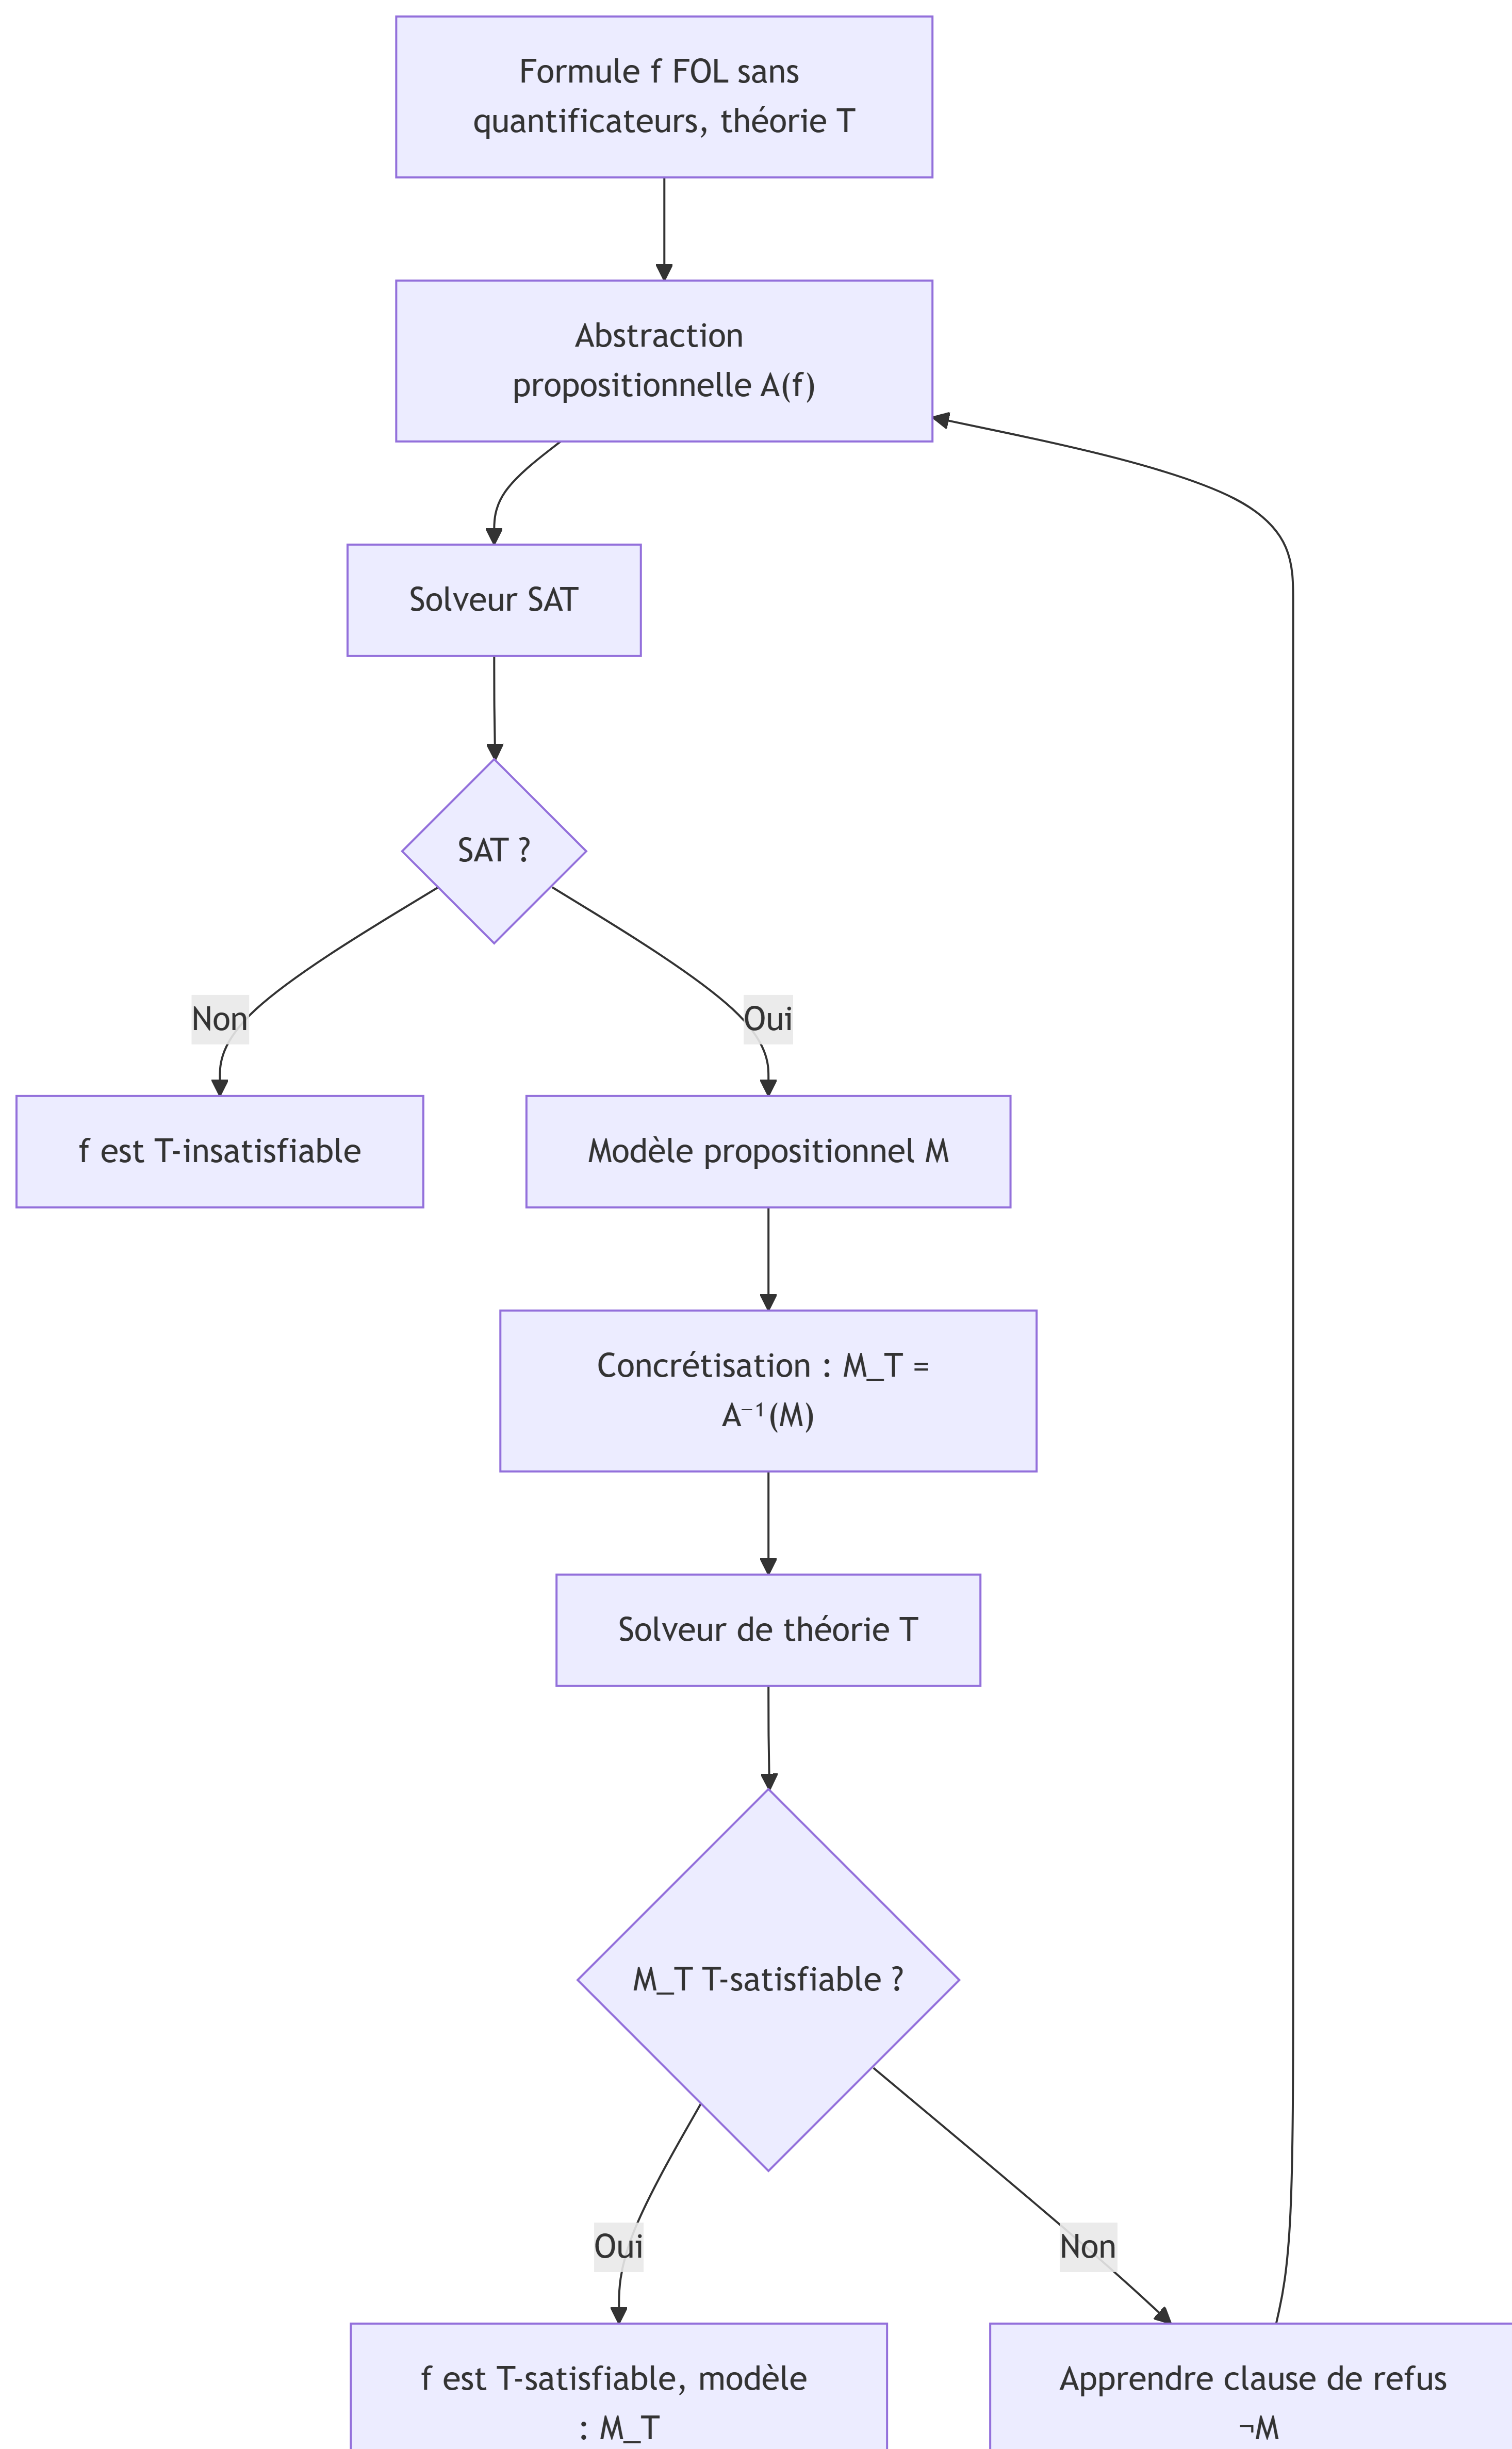 Formule f FOL sans
quantificateurs, théorie T
Abstraction
propositionnelle A(f)
Solveur SAT
SAT ?
Non
Oui
f est T-insatisfiable
Modèle propositionnel M
Concrétisation : M_T =
A⁻¹(M)
Solveur de théorie T
M_T T-satisfiable ?
Oui
Non
f est T-satisfiable, modèle
: M_T
Apprendre clause de refus
¬M